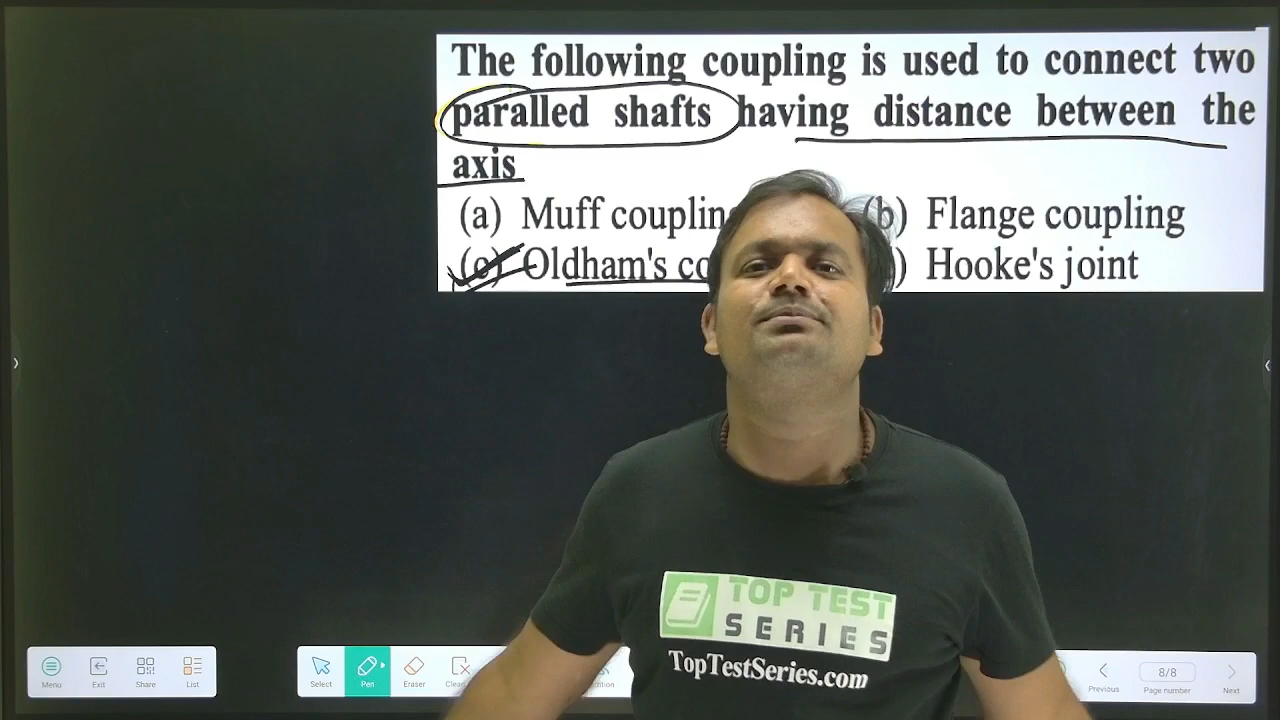 The following coupling is used to connect two
paralled shafts having distance between the
axis
(a) Muff (b) Flange coupling
Oldham's Hooke's joint
TOP TEST
SERIES
TopTestSeries.com
Menu Exit Share List Select Pen Eraser Previous 8/8 Page number Next